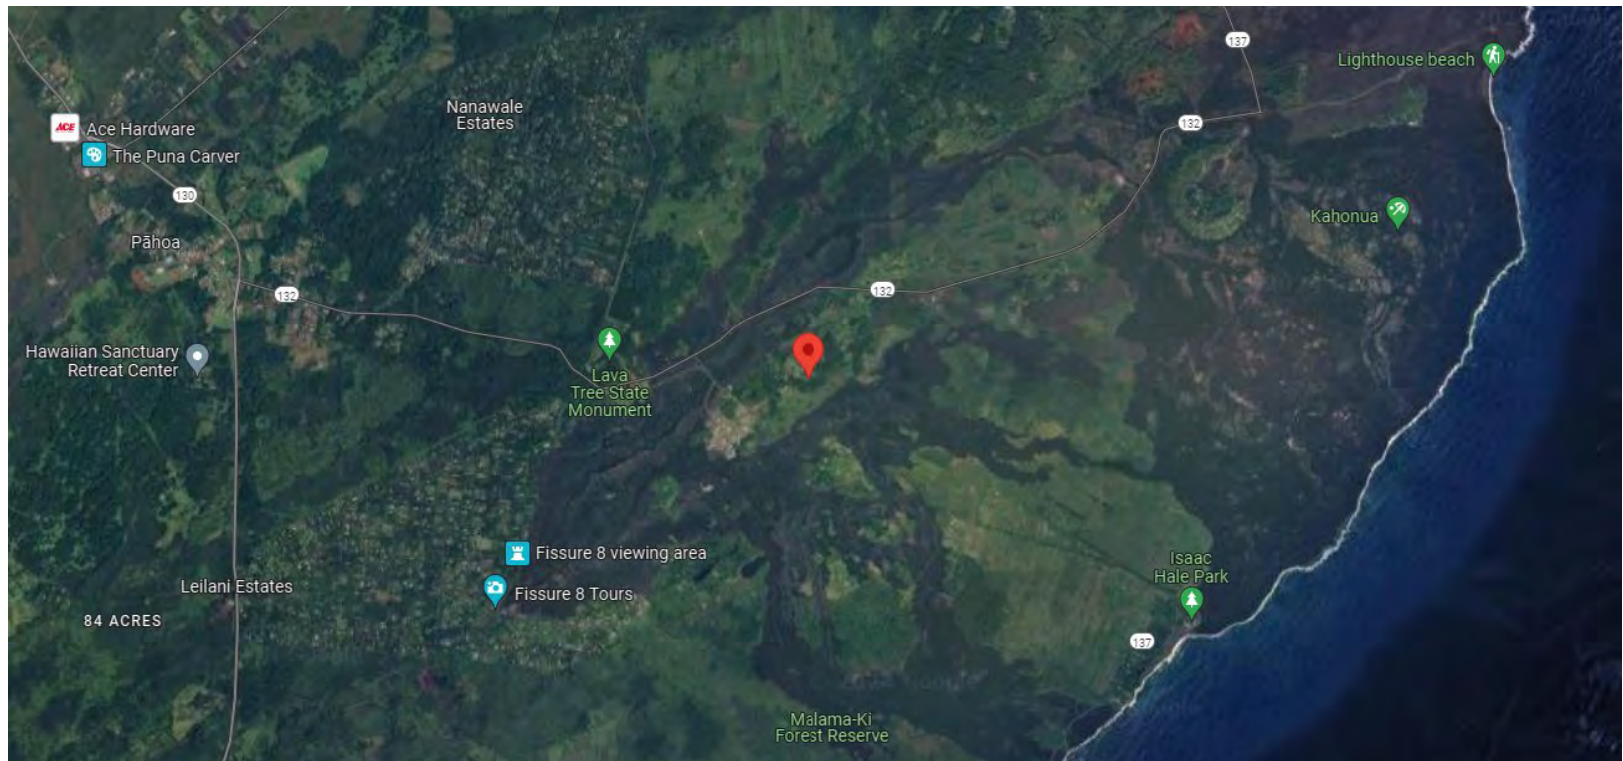 137
Lighthouse beach
Nanawale
Estates
ACE
Ace Hardware
132
The Puna Carver
130
Kahonua
Pāhoa
132
132
Hawaiian Sanctuary
Retreat Center
Lava
Tree State
Monument
Fissure 8 viewing area
Isaac
Hale Park
Leilani Estates
Fissure 8 Tours
84 ACRES
137
Malama-Ki
Forest Reserve